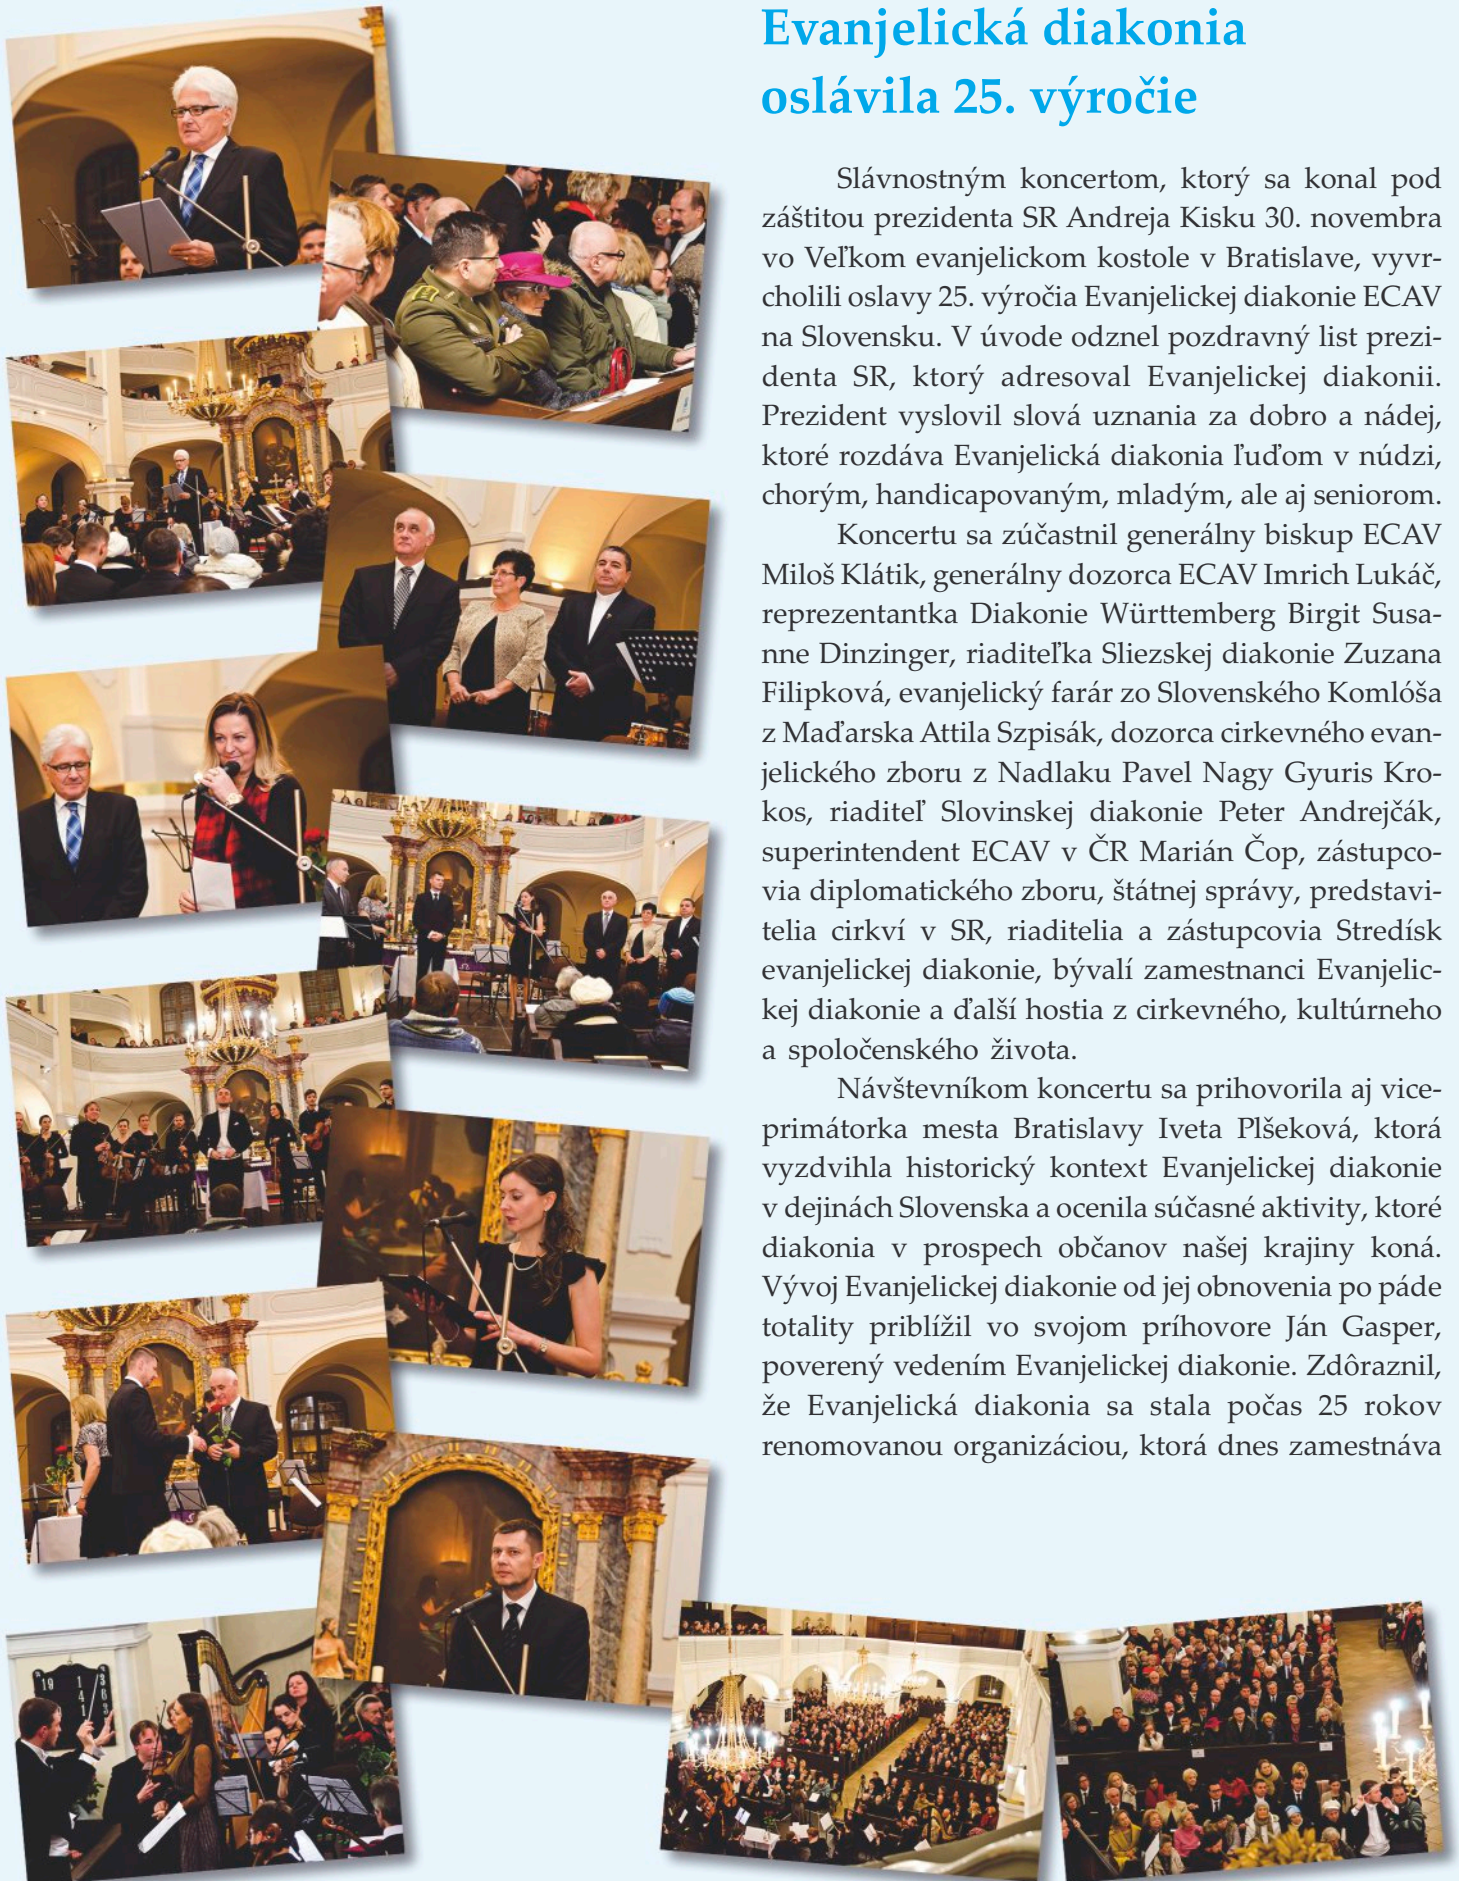 Evanjelická diakonia
oslávila 25. výročie
Slávnostným koncertom, ktorý sa konal pod
záštitou prezidenta SR Andreja Kisku 30. novembra
vo Veľkom evanjelickom kostole v Bratislave, vyvr-
cholili oslavy 25. výročia Evanjelickej diakonie ECAV
na Slovensku. V úvode odznel pozdravný list prezi-
denta SR, ktorý adresoval Evanjelickej diakonii.
Prezident vyslovil slová uznania za dobro a nádej,
ktoré rozdáva Evanjelická diakonia ľuďom v núdzi,
chorým, handicapovaným, mladým, ale aj seniorom.
Koncertu sa zúčastnil generálny biskup ECAV
Miloš Klátik, generálny dozorca ECAV Imrich Lukáč,
reprezentantka Diakonie Württemberg Birgit Susa-
nne Dinzinger, riaditeľka Sliezskej diakonie Zuzana
Filipková, evanjelický farár zo Slovenského Komlóša
z Maďarska Attila Szpisák, dozorca cirkevného evan-
jelického zboru z Nadlaku Pavel Nagy Gyuris Kro-
kos, riaditeľ Slovinskej diakonie Peter Andrejčák,
superintendent ECAV v ČR Marián Čop, zástupco-
via diplomatického zboru, štátnej správy, predstavi-
telia cirkví v SR, riaditelia a zástupcovia Stredísk
evanjelickej diakonie, bývalí zamestnanci Evanjelic-
kej diakonie a ďalší hostia z cirkevného, kultúrneho
a spoločenského života.
Návštevníkom koncertu sa prihovorila aj vice-
primátorka mesta Bratislavy Iveta Plšeková, ktorá
vyzdvihla historický kontext Evanjelickej diakonie
v dejinách Slovenska a ocenila súčasné aktivity, ktoré
diakonia v prospech občanov našej krajiny koná.
Vývoj Evanjelickej diakonie od jej obnovenia po páde
totality priblížil vo svojom príhovore Ján Gasper,
poverený vedením Evanjelickej diakonie. Zdôraznil,
že Evanjelická diakonia sa stala počas 25 rokov
renomovanou organizáciou, ktorá dnes zamestnáva